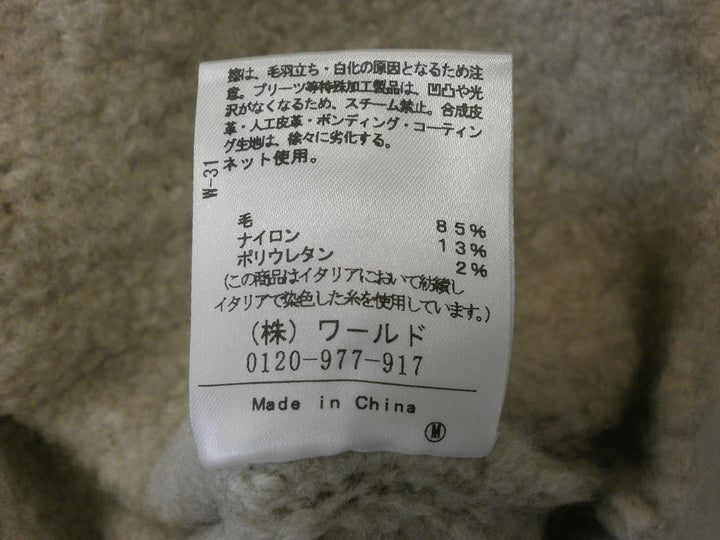 擦は、毛羽立ち・白化の原因となるため注
意。プリーツ等特殊加工製品は、凹凸や光
沢がなくなるため、スチーム禁止。合成皮
革・人工皮革・ボンディング・コーティン
グ生地は、徐々に劣化する。
ネット使用。
W-31
毛 85%
ナイロン 13%
ポリウレタン 2%
(この商品はイタリアにおいて紡績し
イタリアで染色した糸を使用しています。)
(株) ワールド
0120-977-917
Made in China
M